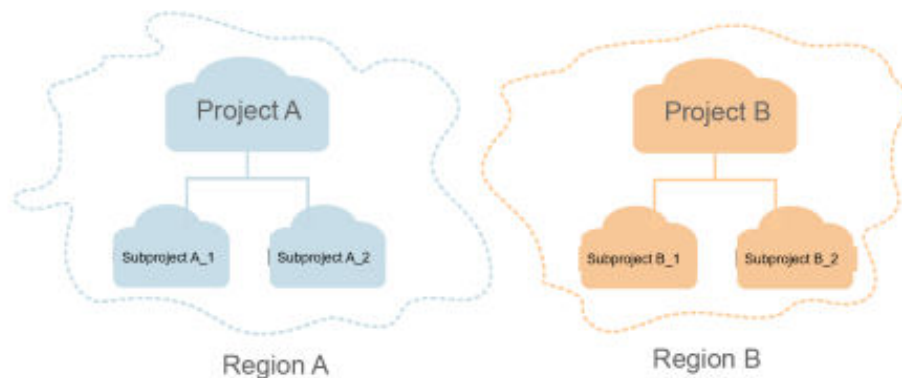 Project A
Project B
Subproject A_1
Subproject A_2
Subproject B_1
Subproject B_2
Region A
Region B